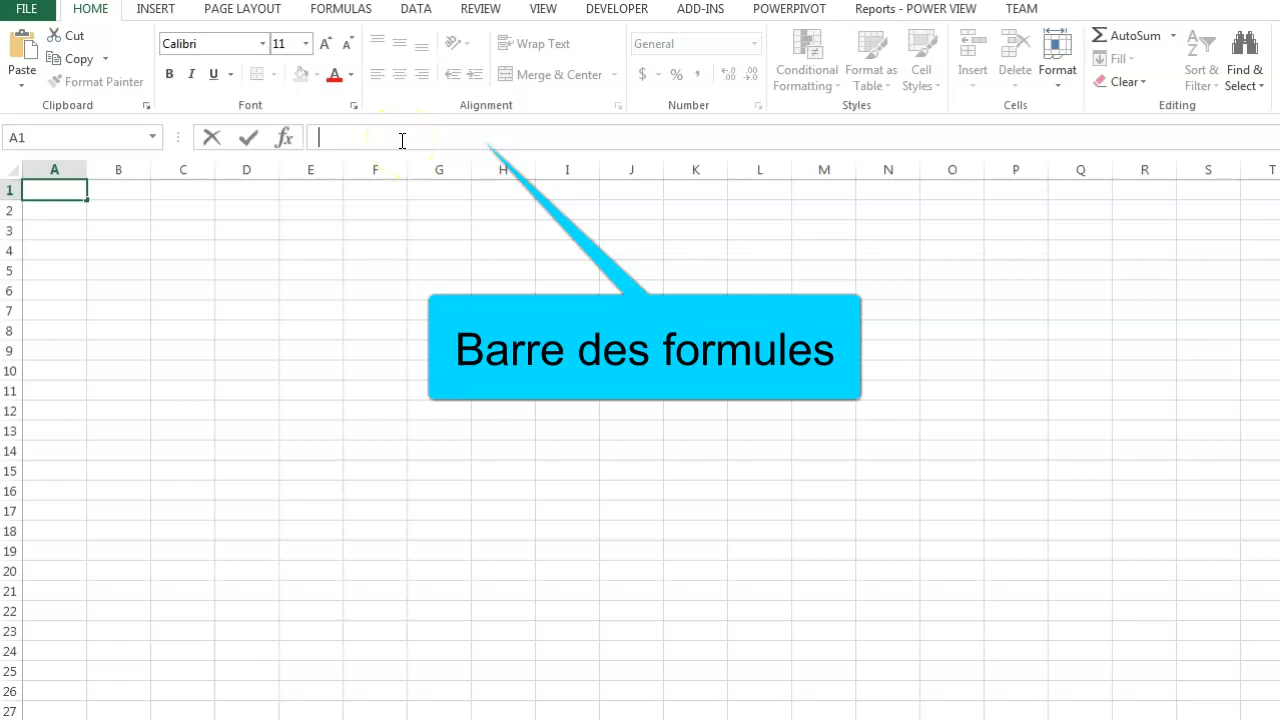 FILE HOME INSERT PAGE LAYOUT FORMULAS DATA REVIEW VIEW DEVELOPER ADD-INS POWERPIVOT Reports - POWER VIEW TEAM
Paste
Cut
Copy
Format Painter
Clipboard
Calibri 11
B I U
Font
Wrap Text
Merge & Center
Alignment
General
$ % ,
Number
Conditional Formatting
Format as Table
Cell Styles
Styles
Insert Delete Format
Cells
AutoSum
Fill
Clear
Sort & Filter
Find & Select
Editing
A1 fx
A B C D E F G H I J K L M N O P Q R S T
1
2
3
4
5
6
7
8
9
10
11
12
13
14
15
16
17
18
19
20
21
22
23
24
25
26
27
Barre des formules